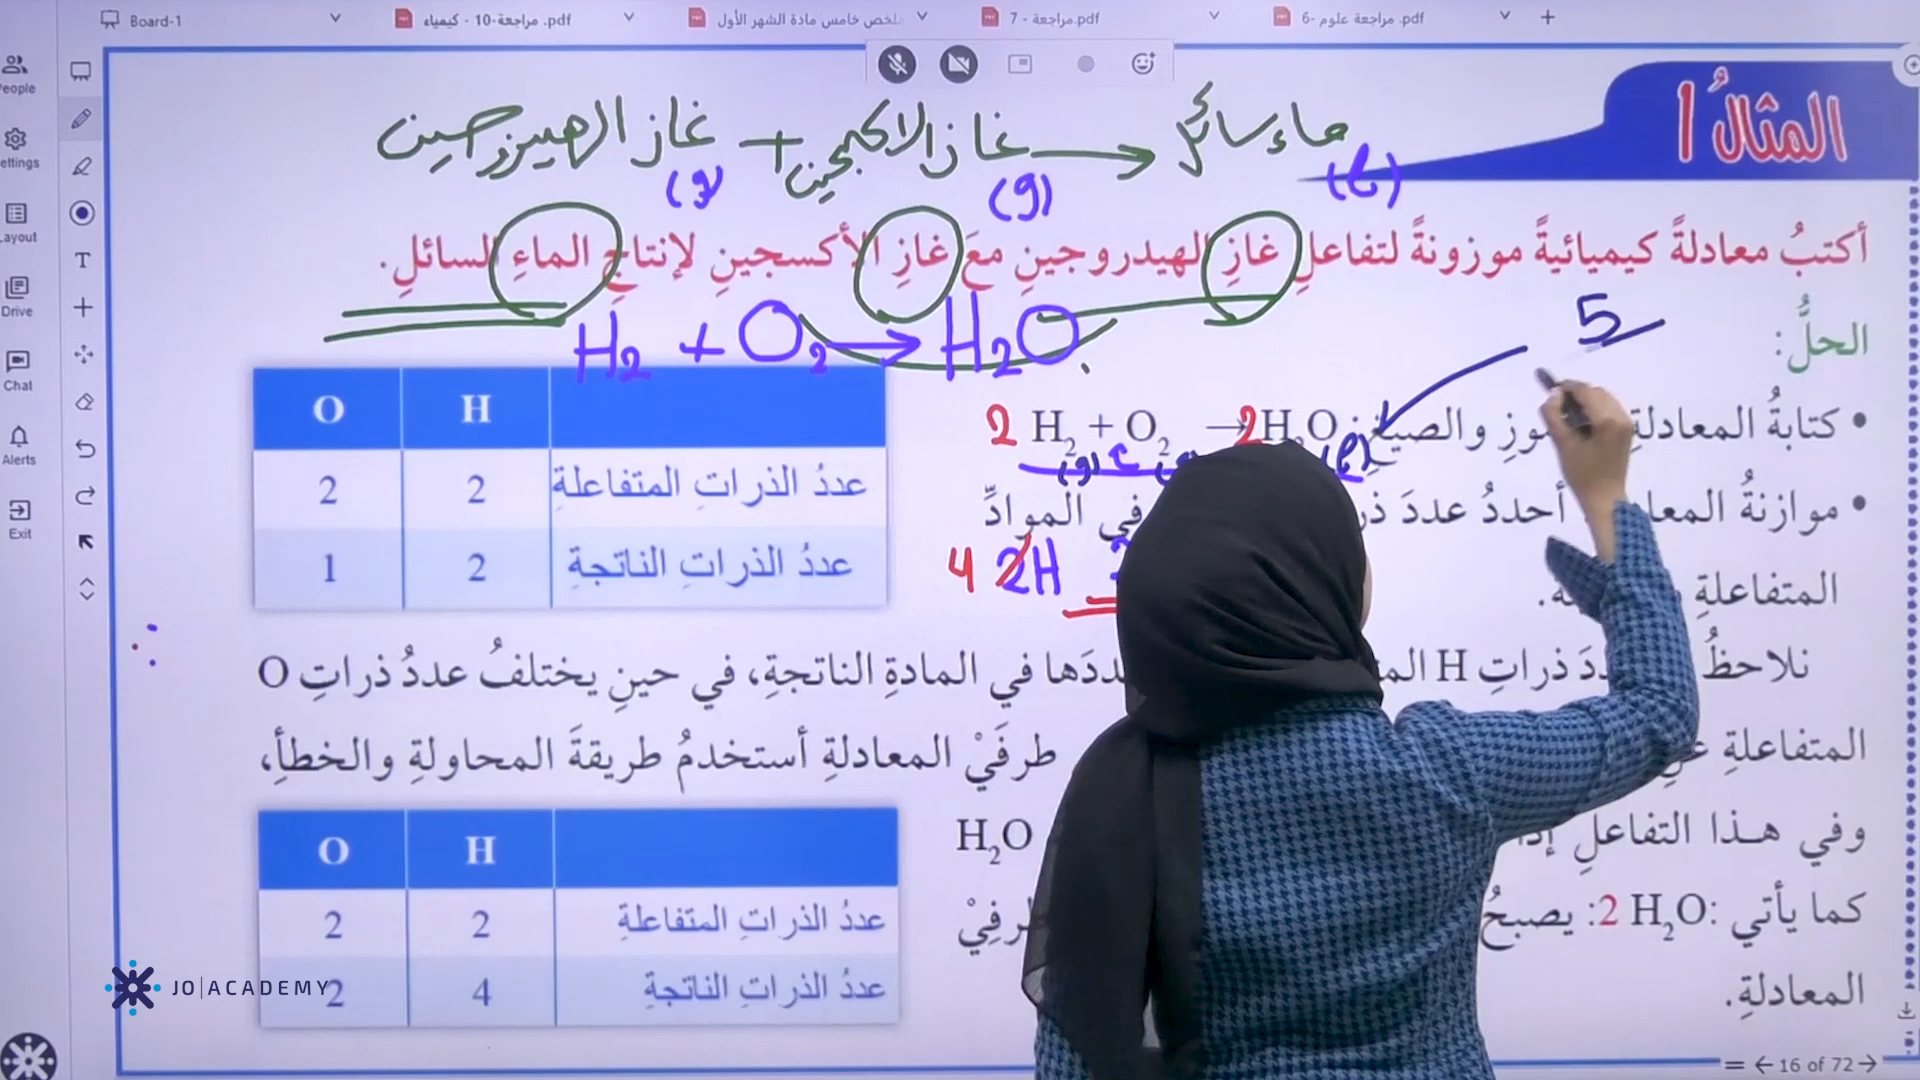 Board-1
مراجعة-10 - كيمياء .pdf
ملخص خامس مادة الشهر الأول
7 - مراجعة.pdf
6- مراجعة علوم .pdf
ettings
ayout
Drive
Chat
Alerts
Exit
T
المثالُ 1
غاز الهيدروجين + غاز الاكسجين → ماء سائل
(g) (g) (l)
أكتبُ معادلةً كيميائيةً موزونةً لتفاعلِ غازِ الهيدروجينِ معَ غازِ الأكسجينِ لإنتاجِ الماءِ السائلِ.
H2 + O2 → H2O
5
الحلُّ:
• كتابةُ المعادلةِ والصيغِ: 2 H2 + O2 → 2 H2O
(g) (l)
• موازنةُ أحددُ عددَ في الموادِّ
المتفاعلةِ
4 2H
O H
عددُ الذراتِ المتفاعلةِ 2 2
عددُ الذراتِ الناتجةِ 2 1
نلاحظُ ذراتِ H في المادةِ الناتجةِ، في حينِ يختلفُ عددُ ذراتِ O
المتفاعلةِ طرفَيْ المعادلةِ أستخدمُ طريقةَ المحاولةِ والخطأِ،
وفي هذا التفاعلِ H2O
كما يأتي: 2 H2O: يصبحُ
المعادلةِ.
O H
عددُ الذراتِ المتفاعلةِ 2 2
عددُ الذراتِ الناتجةِ 4 2
JO|ACADEMY
16 of 72